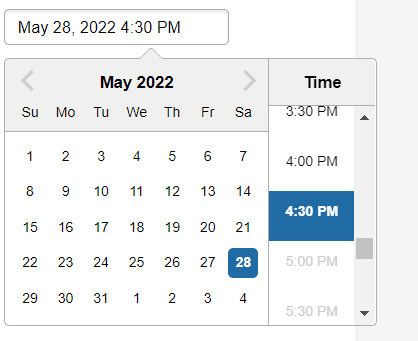 May 28, 2022 4:30 PM
May 2022
Su Mo Tu We Th Fr Sa
1 2 3 4 5 6 7
8 9 10 11 12 13 14
15 16 17 18 19 20 21
22 23 24 25 26 27 28
29 30 31 1 2 3 4
Time
3:30 PM
4:00 PM
4:30 PM
5:00 PM
5:30 PM